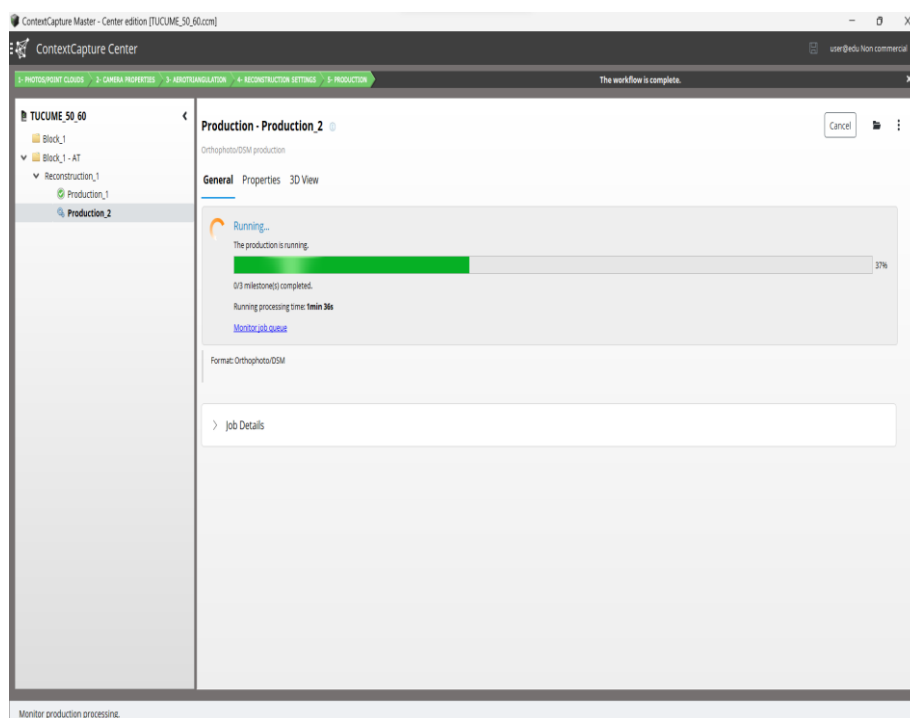 ContextCapture Master - Center edition [TUCUME_50_60.ccm]
ContextCapture Center
user@edu Non commercial
1- PHOTOS/POINT CLOUDS 2- CAMERA PROPERTIES 3- AEROTRIANGULATION 4- RECONSTRUCTION SETTINGS 5- PRODUCTION
The workflow is complete.
TUCUME_50_60
Block_1
Block_1 - AT
Reconstruction_1
Production_1
Production_2
Production - Production_2
Cancel
Orthophoto/DSM production
General Properties 3D View
Running...
The production is running.
37%
0/3 milestone(s) completed.
Running processing time: 1min 36s
Monitor job queue
Format: Orthophoto/DSM
Job Details
Monitor production processing.